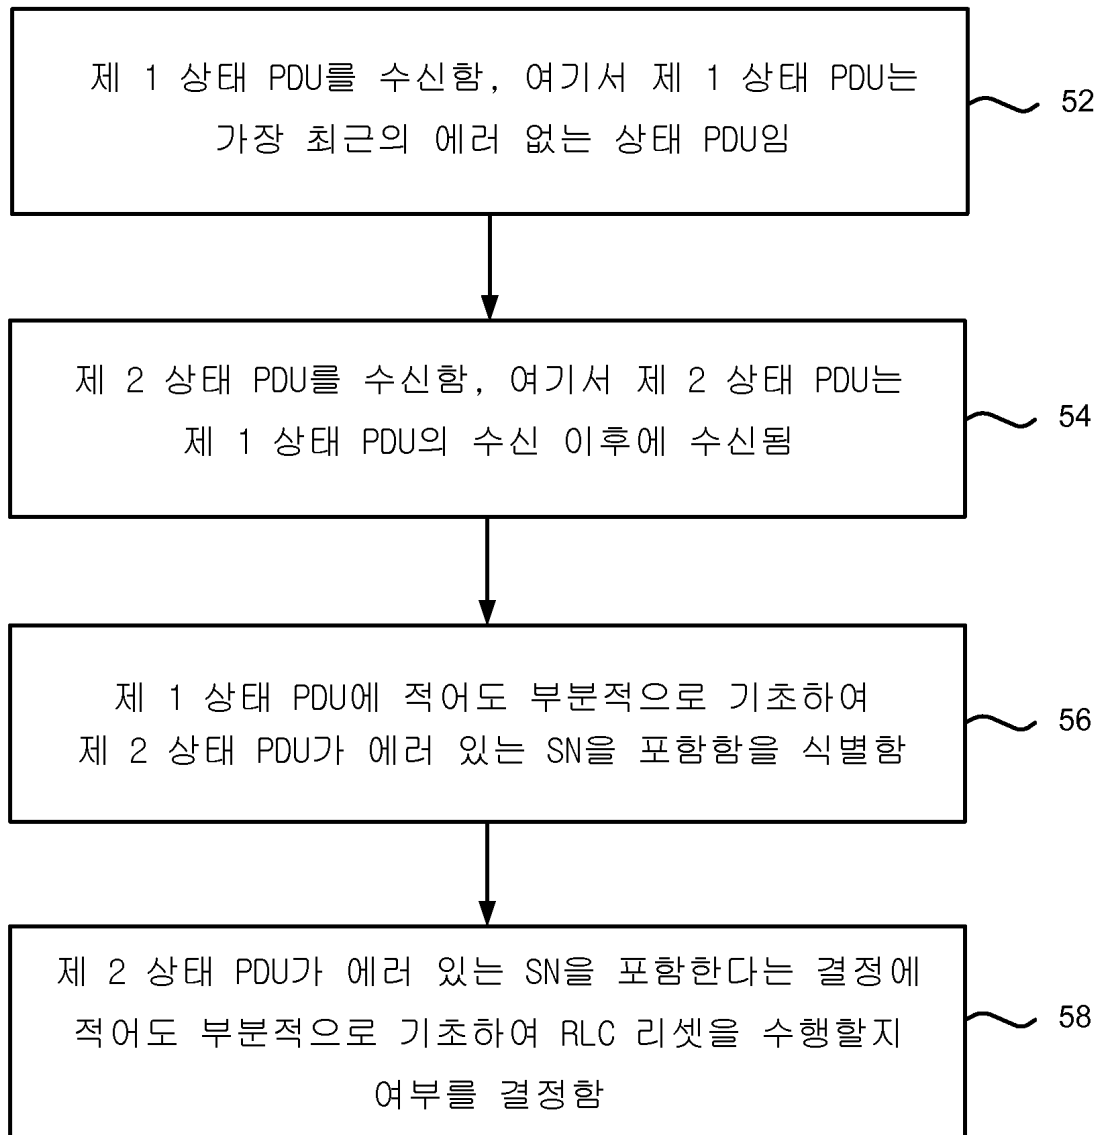 제 1 상태 PDU를 수신함, 여기서 제 1 상태 PDU는
가장 최근의 에러 없는 상태 PDU임
52
제 2 상태 PDU를 수신함, 여기서 제 2 상태 PDU는
제 1 상태 PDU의 수신 이후에 수신됨
54
제 1 상태 PDU에 적어도 부분적으로 기초하여
제 2 상태 PDU가 에러 있는 SN을 포함함을 식별함
56
제 2 상태 PDU가 에러 있는 SN을 포함한다는 결정에
적어도 부분적으로 기초하여 RLC 리셋을 수행할지
여부를 결정함
58